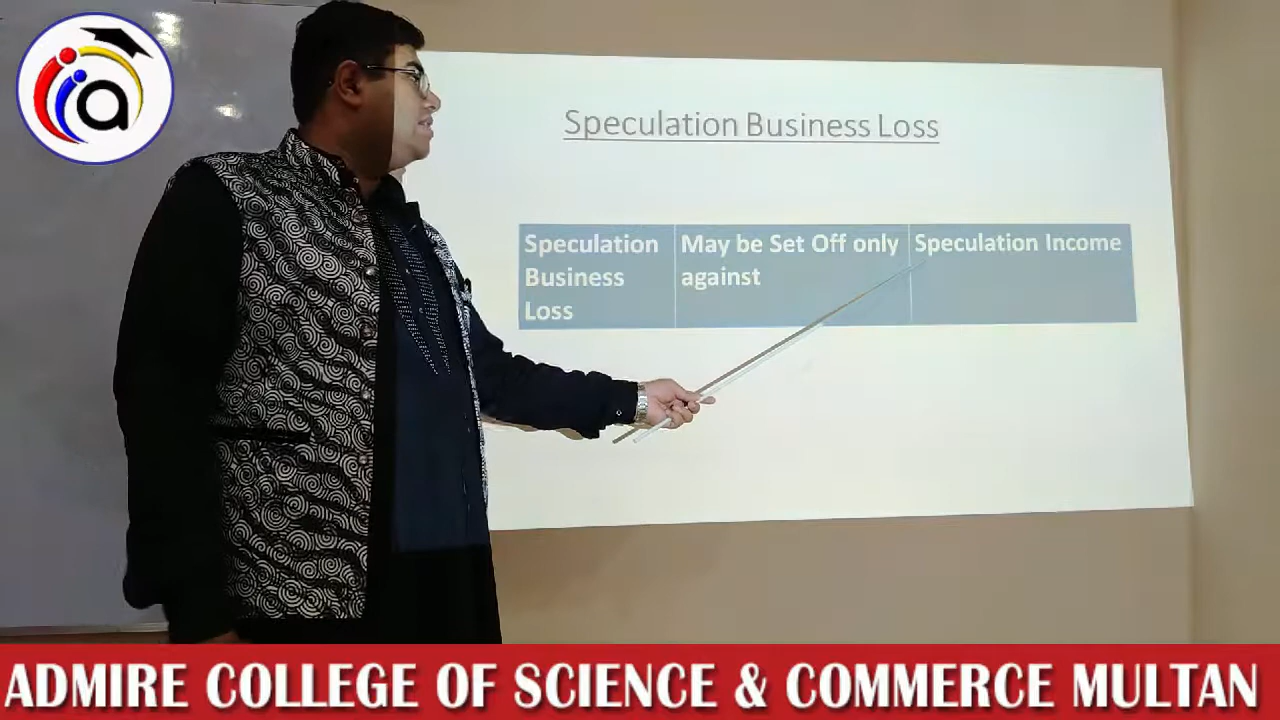 a
Speculation Business Loss
Speculation
Business
Loss
May be Set Off only
against
Speculation Income
ADMIRE COLLEGE OF SCIENCE & COMMERCE MULTAN